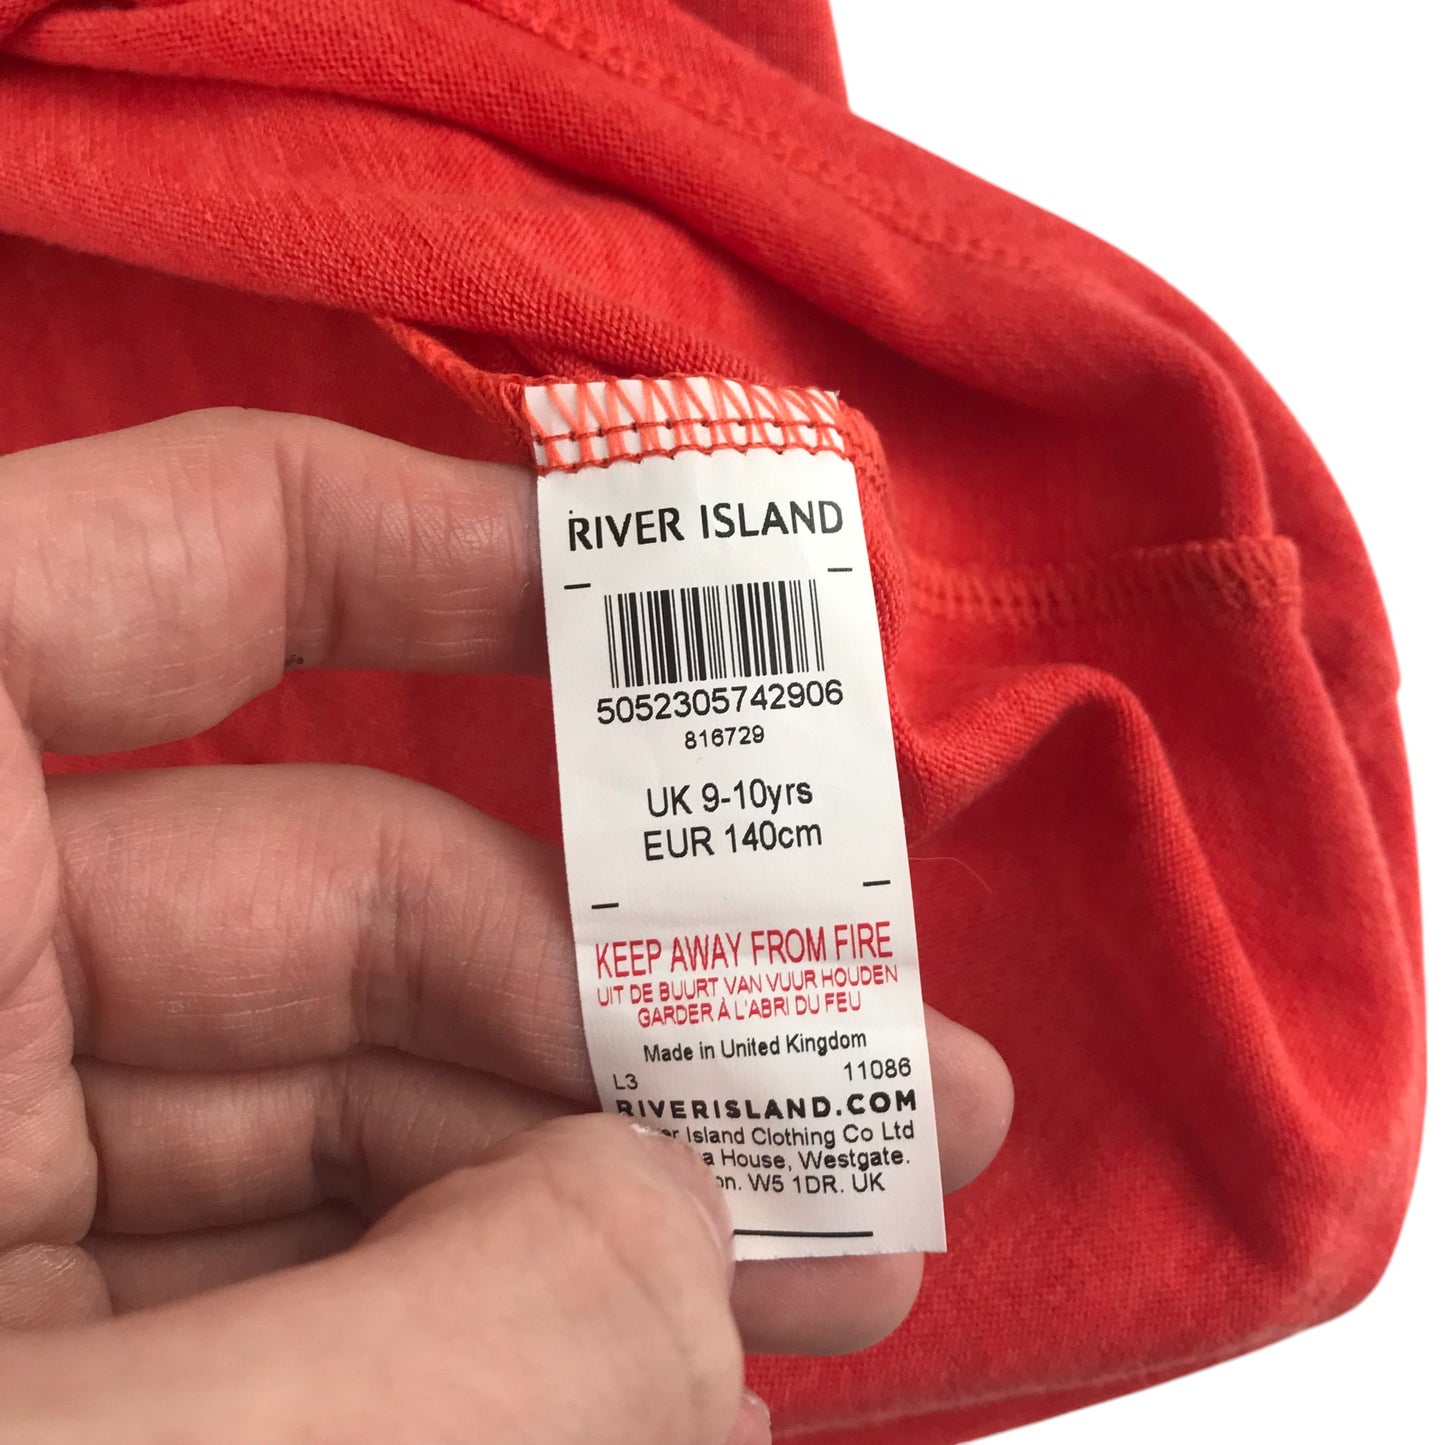 RIVER ISLAND
5052305742906
816729
UK 9-10yrs
EUR 140cm
KEEP AWAY FROM FIRE
UIT DE BUURT VAN VUUR HOUDEN
GARDER À L'ABRI DU FEU
Made in United Kingdom
L3 11086
RIVERISLAND.COM
Island Clothing Co Ltd
House, Westgate.
W5 1DR. UK